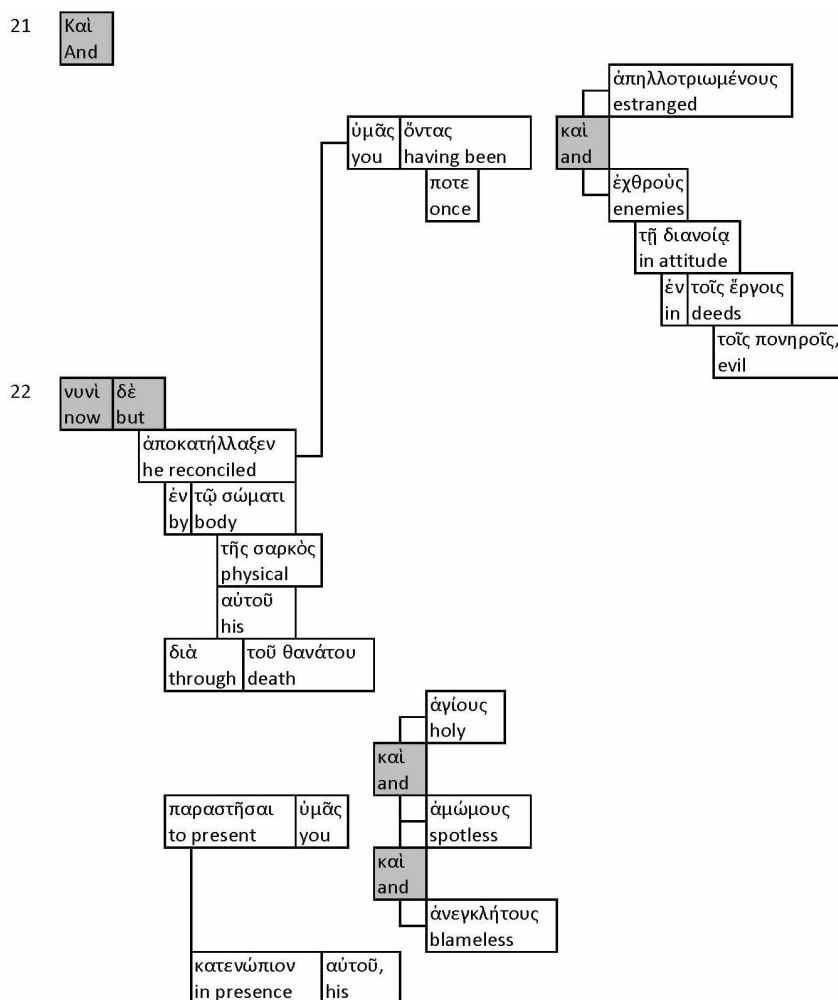 21 Καὶ
And
ἀπηλλοτριωμένους
estranged
ὑμᾶς ὄντας καὶ
you having been and
ποτε ἐχθροὺς
once enemies
τῇ διανοίᾳ
in attitude
ἐν τοῖς ἔργοις
in deeds
τοῖς πονηροῖς,
evil
22 νυνὶ δὲ
now but
ἀποκατήλλαξεν
he reconciled
ἐν τῷ σώματι
by body
τῆς σαρκὸς
physical
αὐτοῦ
his
διὰ τοῦ θανάτου
through death
ἁγίους
holy
καὶ
and
παραστῆσαι ὑμᾶς ἀμώμους
to present you spotless
καὶ
and
ἀνεγκλήτους
blameless
κατενώπιον αὐτοῦ,
in presence his